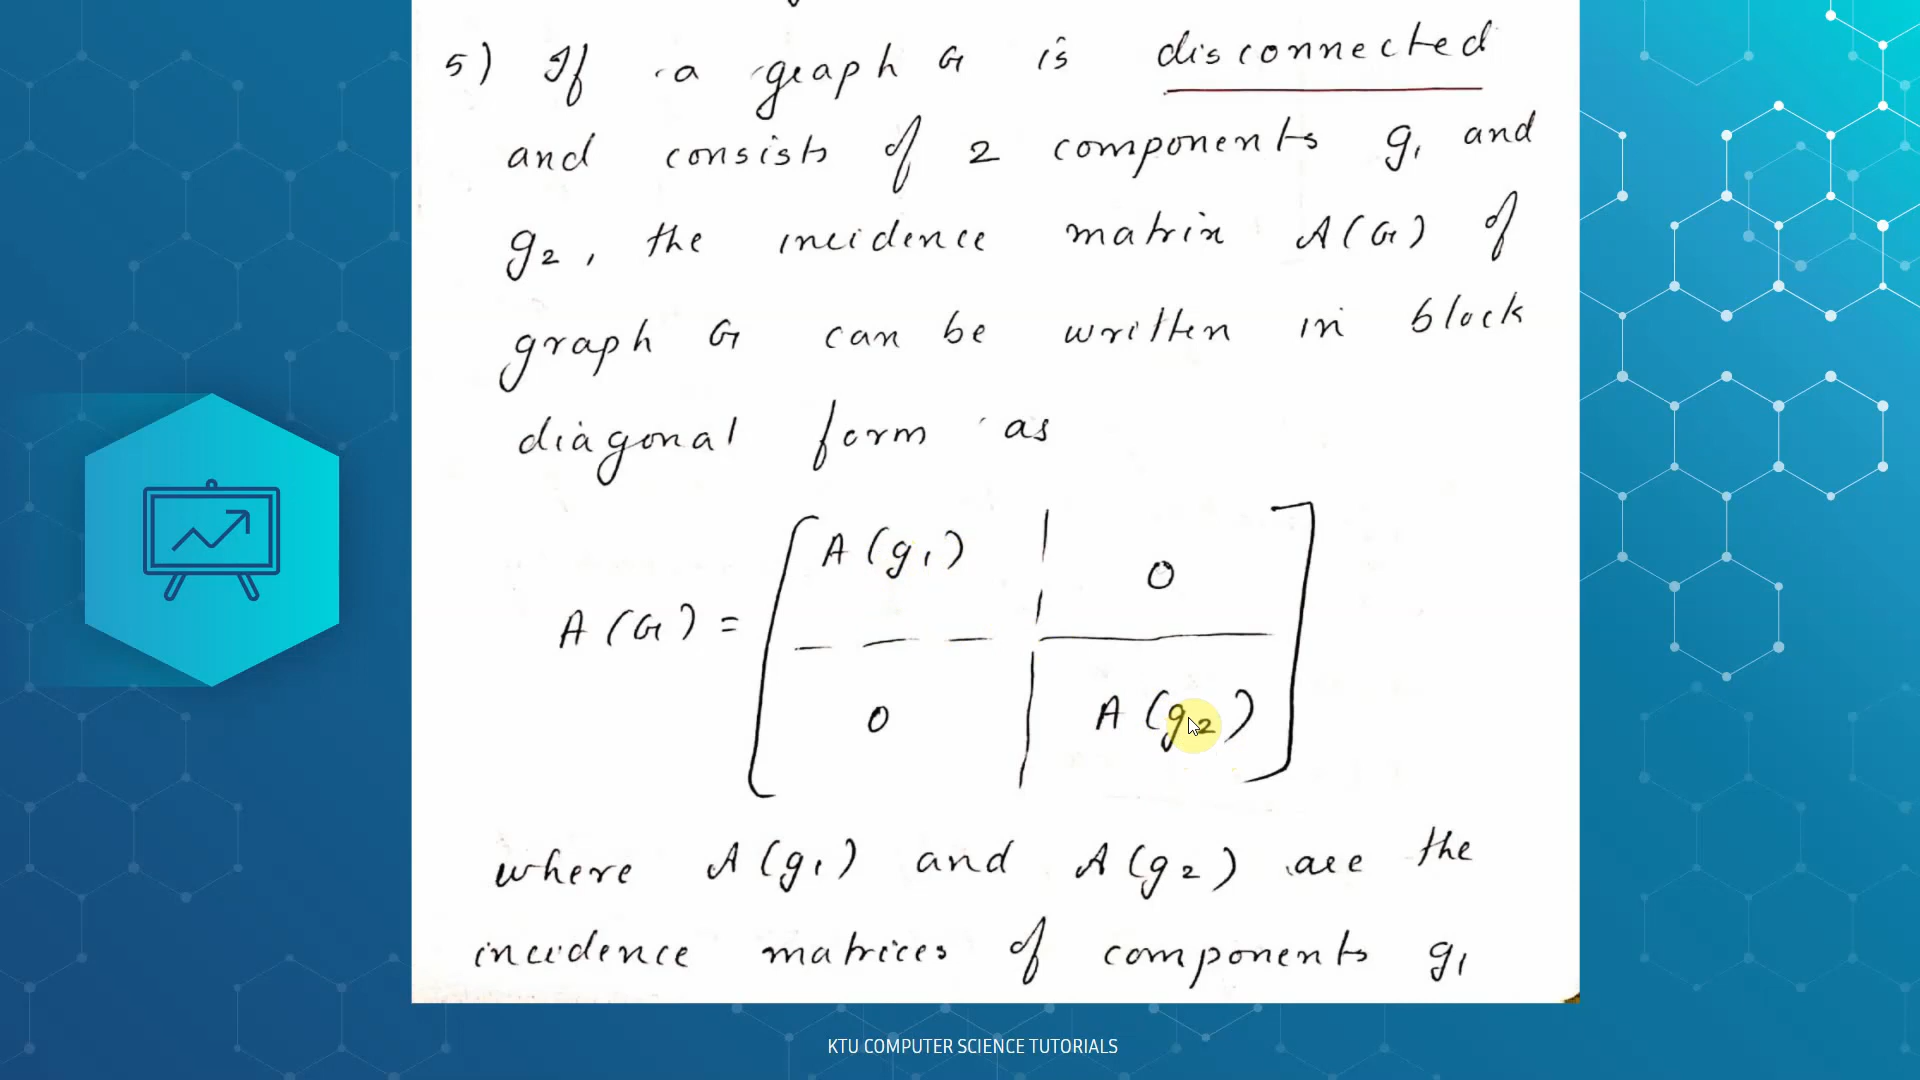 5) If a graph G is disconnected
and consists of 2 components g1 and
g2, the incidence matrix A(G) of
graph G can be written in block
diagonal form as
A(G) = [ A(g1) | 0
0 | A(g2) ]
where A(g1) and A(g2) are the
incidence matrices of components g1
KTU COMPUTER SCIENCE TUTORIALS